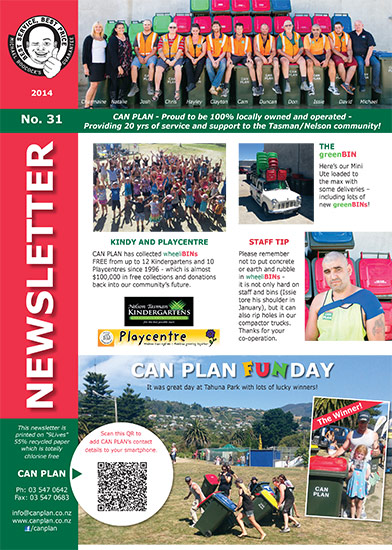 BEST SERVICE, BEST PRICE
2014
Charmaine Natalie Josh Chris Hayley Clayton Cam Duncan Don Issie David Michael
No. 31
CAN PLAN - Proud to be 100% locally owned and operated -
Providing 20 yrs of service and support to the Tasman/Nelson community!
NEWSLETTER
THE
greenBIN
Here's our Mini
Ute loaded to
the max with
some deliveries –
including lots of
new greenBINs!
KINDY AND PLAYCENTRE
CAN PLAN has collected wheelBINs
FREE from up to 12 Kindergartens and 10
Playcentres since 1996 - which is almost
$100,000 in free collections and donations
back into our community's future.
Nelson Tasman
KINDERGARTENS
Playcentre
STAFF TIP
Please remember
not to put concrete
or earth and rubble
in wheelBINs -
it is not only hard on
staff and bins (Issie
tore his shoulder in
January), but it can
also rip holes in our
compactor trucks.
Thanks for your
co-operation.
CAN PLAN FUNDAY
It was great day at Tahuna Park with lots of lucky winners!
The Winner!
CAN
PLAN
CAN
PLAN
Scan this QR to
add CAN PLAN's contact
details to your smartphone.
This newsletter is
printed on "9Lives"
55% recycled paper
which is totally
chlorine free
CAN PLAN
Ph: 03 547 0642
Fax: 03 547 0683
info@canplan.co.nz
www.canplan.co.nz
/canplan